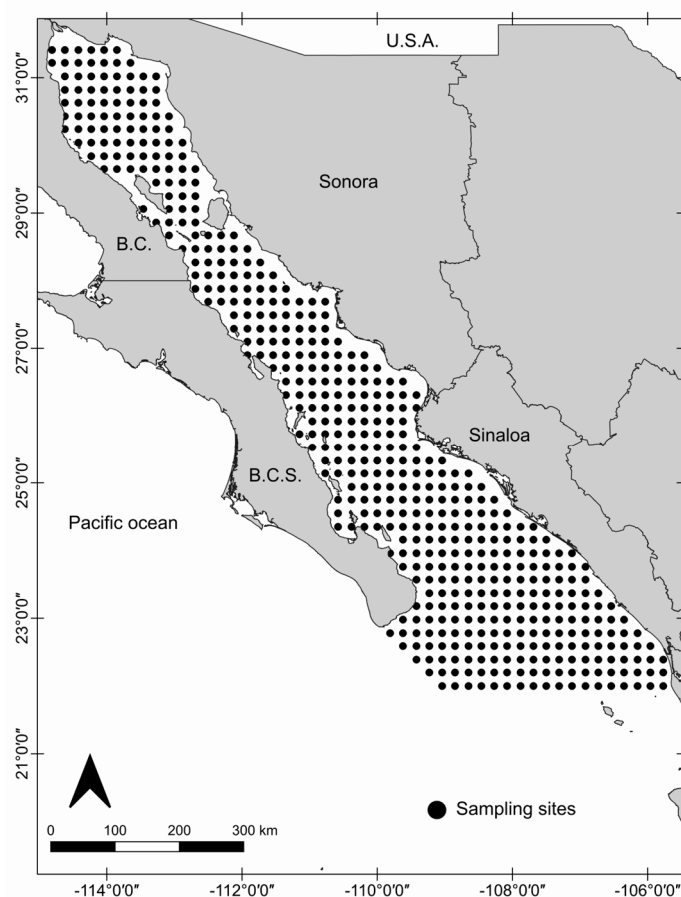 U.S.A.
31°0′0″
Sonora
29°0′0″
B.C.
27°0′0″
Sinaloa
B.C.S.
25°0′0″
Pacific ocean
23°0′0″
21°0′0″
Sampling sites
0 100 200 300 km
-114°0′0″ -112°0′0″ -110°0′0″ -108°0′0″ -106°0′0″